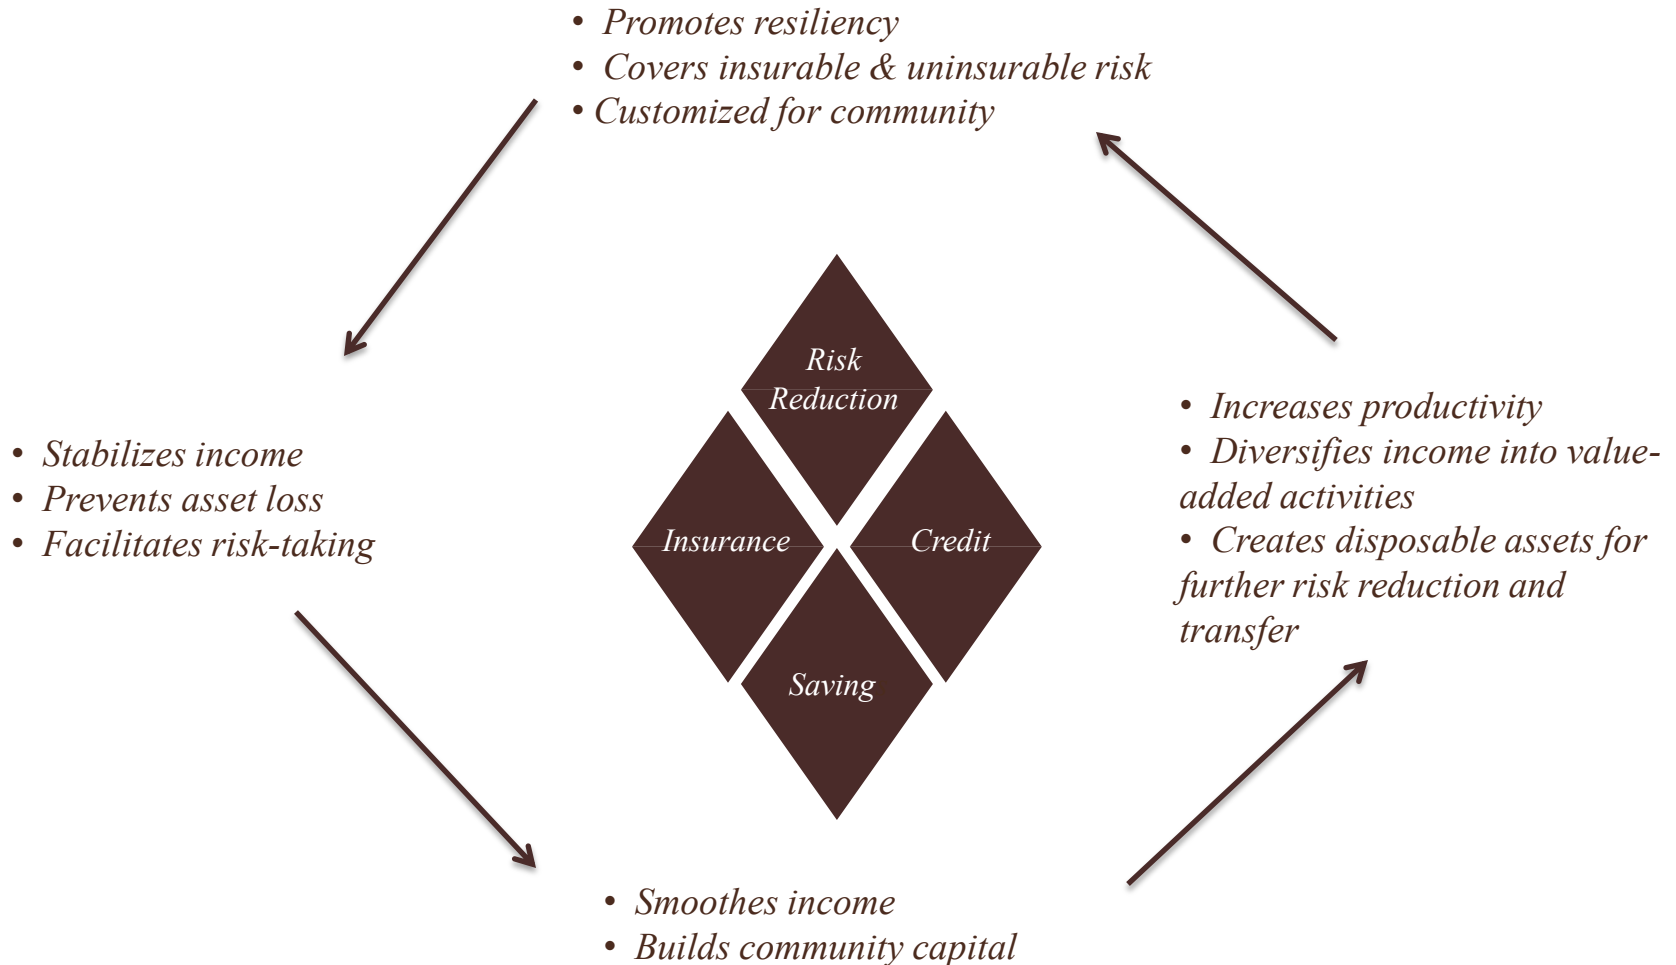 • Promotes resiliency
• Covers insurable & uninsurable risk
• Customized for community
Risk
Reduction
• Stabilizes income
• Prevents asset loss
• Facilitates risk-taking
Insurance
Credit
• Increases productivity
• Diversifies income into value-
added activities
• Creates disposable assets for
further risk reduction and
transfer
Saving
• Smoothes income
• Builds community capital